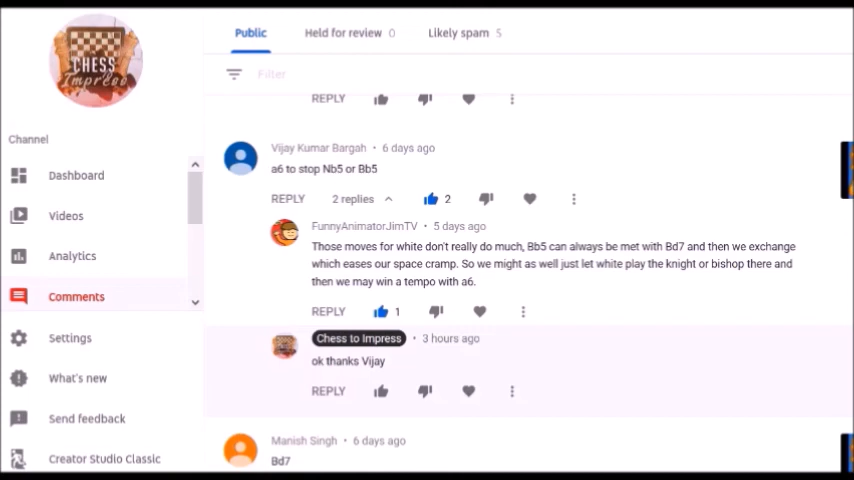 CHESS
Impress
Public
Held for review 0
Likely spam 5
Filter
REPLY
Channel
Dashboard
Videos
Analytics
Comments
Settings
What's new
Send feedback
Creator Studio Classic
Vijay Kumar Bargah • 6 days ago
a6 to stop Nb5 or Bb5
REPLY 2 replies 2
FunnyAnimatorJimTV • 5 days ago
Those moves for white don't really do much, Bb5 can always be met with Bd7 and then we exchange
which eases our space cramp. So we might as well just let white play the knight or bishop there and
then we may win a tempo with a6.
REPLY 1
Chess to Impress • 3 hours ago
ok thanks Vijay
REPLY
Manish Singh • 6 days ago
Bd7